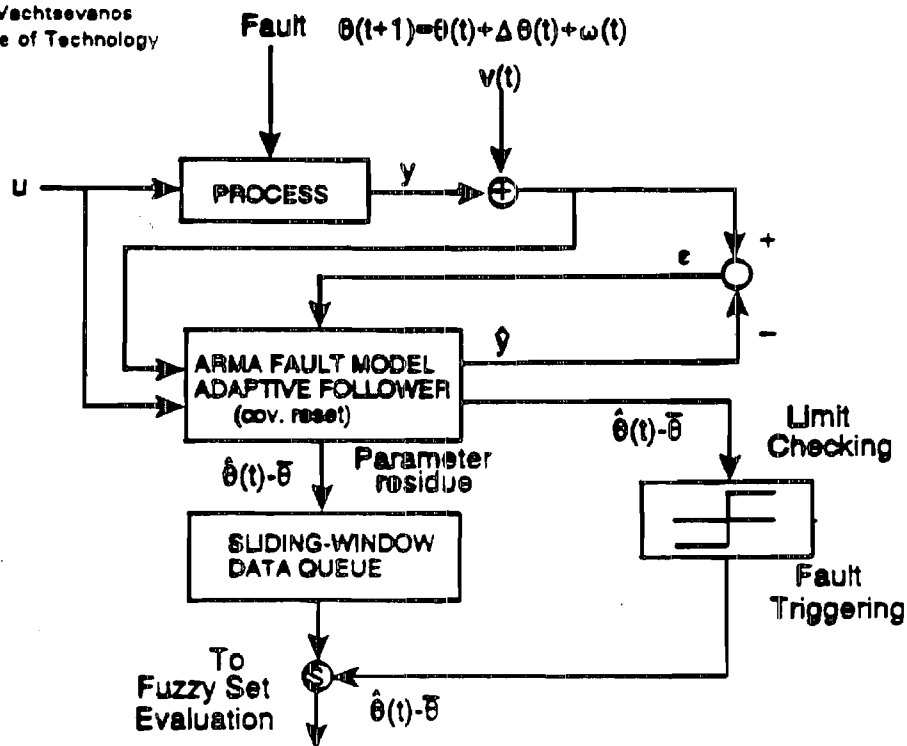 Vachtsevanos
e of Technology
Fault θ(t+1)=θ(t)+Δθ(t)+ω(t)
v(t)
u
PROCESS
y
+
+
ε
−
ARMA FAULT MODEL
ADAPTIVE FOLLOWER
(cov. reset)
ŷ
θ̂(t)-θ̅
Limit
Checking
θ̂(t)-θ̅
Parameter
rosidue
SLIDING-WINDOW
DATA QUEUE
Fault
Triggering
To
Fuzzy Set
Evaluation
S
θ̂(t)-θ̅